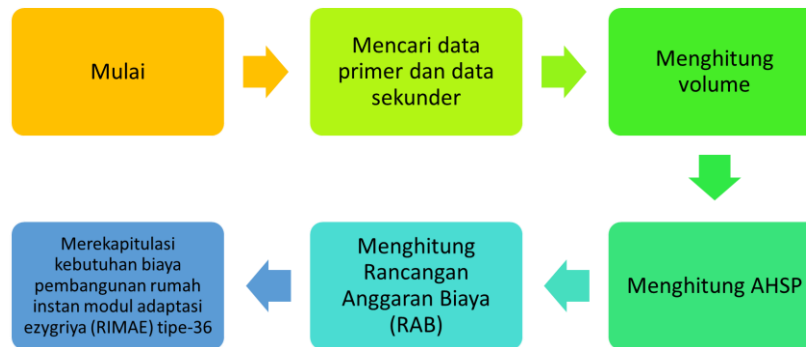 Mulai
Mencari data
primer dan data
sekunder
Menghitung
volume
Menghitung AHSP
Menghitung
Rancangan
Anggaran Biaya
(RAB)
Merekapitulasi
kebutuhan biaya
pembangunan rumah
instan modul adaptasi
ezygriya (RIMAE) tipe-36